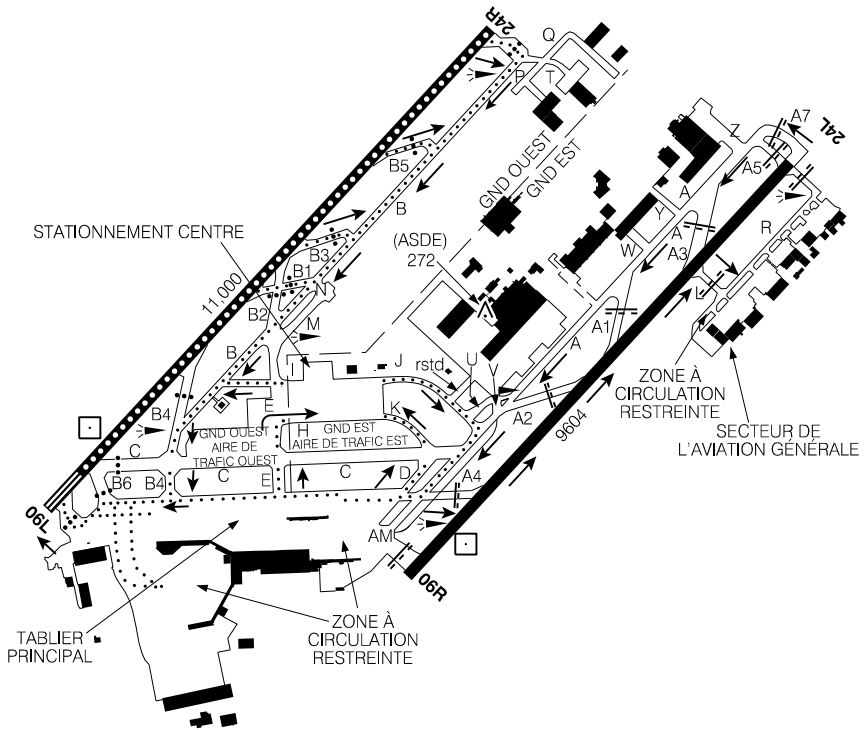 24R
Q
P
T
24L
A7
Z
A5
B5
GND OUEST
GND EST
B
A
Y
R
STATIONNEMENT CENTRE
(ASDE)
272
W
A
A3
B3
B1
11,000
N
L
B2
M
A1
B
I
J
rstd
U
V
A
ZONE À
CIRCULATION
RESTREINTE
E
K
A2
9604
SECTEUR DE
L'AVIATION GÉNÉRALE
B4
C
GND OUEST
AIRE DE
TRAFIC OUEST
H
GND EST
AIRE DE TRAFIC EST
B6
B4
C
E
C
D
A4
06L
AM
06R
TABLIER
PRINCIPAL
ZONE À
CIRCULATION
RESTREINTE